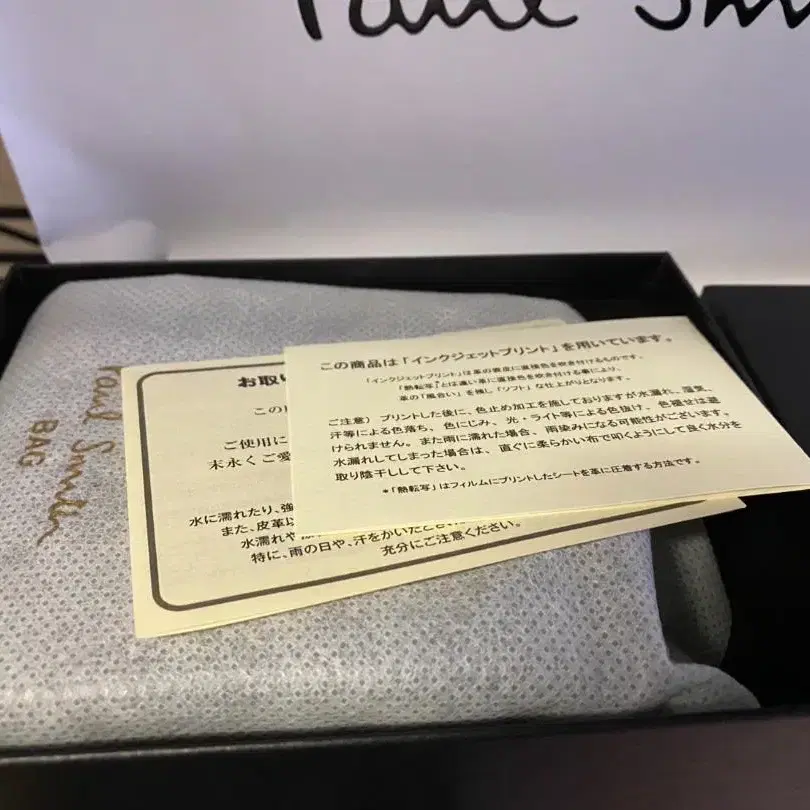 Paul Smi
Paul Smith
BAG
この商品は「インクジェットプリント」を用いています。
「インクジェットプリント」は革の表皮に直接色を吹き付けるものです。
「熱転写*」とは違い革に直接色を吹き付ける事により、
革の「風合い」を残し「ソフト」な仕上がりとなります。
ご注意）プリントした後に、色止め加工を施しておりますが水濡れ、湿気、
汗等による色落ち、色にじみ、光・ライト等による色抜け、色褪せは避
けられません。また雨に濡れた場合、雨染みになる可能性がございます。
水漏れしてしまった場合は、直ぐに柔らかい布で叩くようにして良く水分を
取り陰干しして下さい。
*「熱転写」はフィルムにプリントしたシートを革に圧着する方法です。
お取り
この
ご使用に
末永くご愛
水に濡れたり、強
また、皮革以
水濡れや
特に、雨の日や、汗をかいたときに
充分にご注意ください。